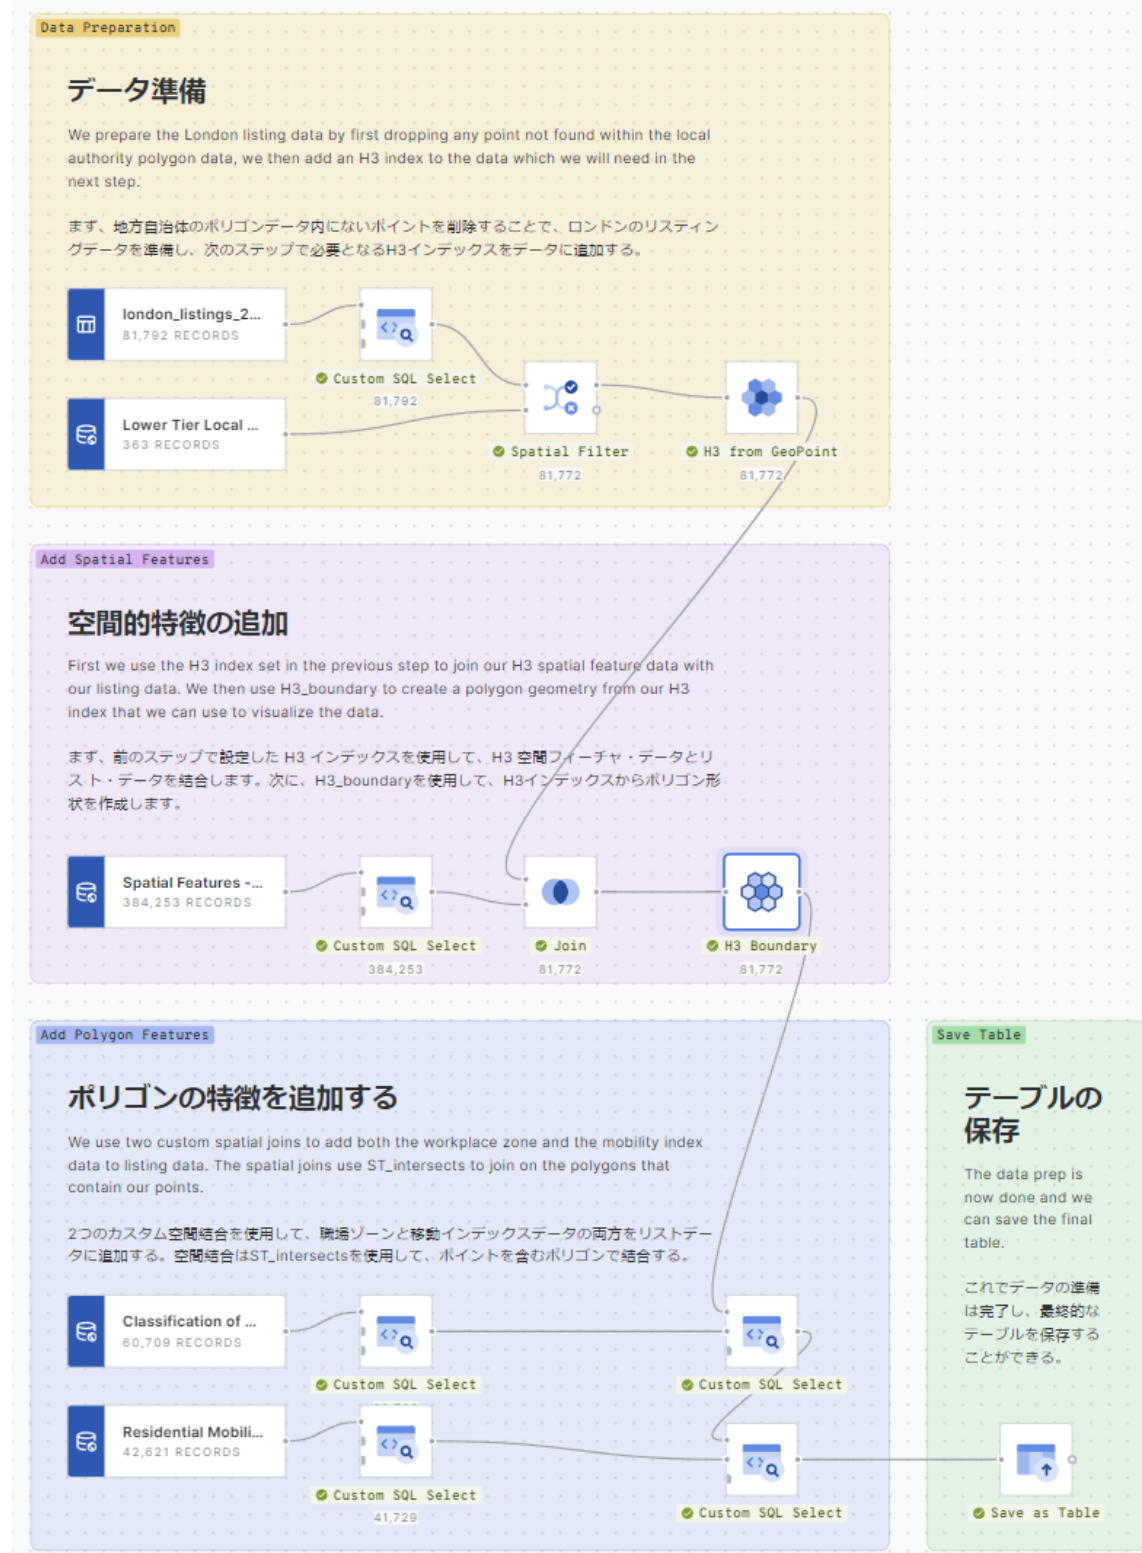 Data Preparation
データ準備
We prepare the London listing data by first dropping any point not found within the local
authority polygon data, we then add an H3 index to the data which we will need in the
next step.
まず、地方自治体のポリゴンデータ内にないポイントを削除することで、ロンドンのリスティン
グデータを準備し、次のステップで必要となるH3インデックスをデータに追加する。
london_listings_2...
81,792 RECORDS
Custom SQL Select
81,792
Lower Tier Local ...
363 RECORDS
Spatial Filter
81,772
H3 from GeoPoint
81,772
Add Spatial Features
空間的特徴の追加
First we use the H3 index set in the previous step to join our H3 spatial feature data with
our listing data. We then use H3_boundary to create a polygon geometry from our H3
index that we can use to visualize the data.
まず、前のステップで設定した H3 インデックスを使用して、H3 空間フィーチャ・データとリ
スト・データを結合します。次に、H3_boundaryを使用して、H3インデックスからポリゴン形
状を作成します。
Spatial Features -...
384,253 RECORDS
Custom SQL Select
384,253
Join
81,772
H3 Boundary
81,772
Add Polygon Features
ポリゴンの特徴を追加する
We use two custom spatial joins to add both the workplace zone and the mobility index
data to listing data. The spatial joins use ST_intersects to join on the polygons that
contain our points.
2つのカスタム空間結合を使用して、職場ゾーンと移動インデックスデータの両方をリストデー
タに追加する。空間結合はST_intersectsを使用して、ポイントを含むポリゴンで結合する。
Classification of ...
60,709 RECORDS
Custom SQL Select
Custom SQL Select
Residential Mobili...
42,621 RECORDS
Custom SQL Select
41,729
Custom SQL Select
Save Table
テーブルの
保存
The data prep is
now done and we
can save the final
table.
これでデータの準備
は完了し、最終的な
テーブルを保存する
ことができる。
Save as Table